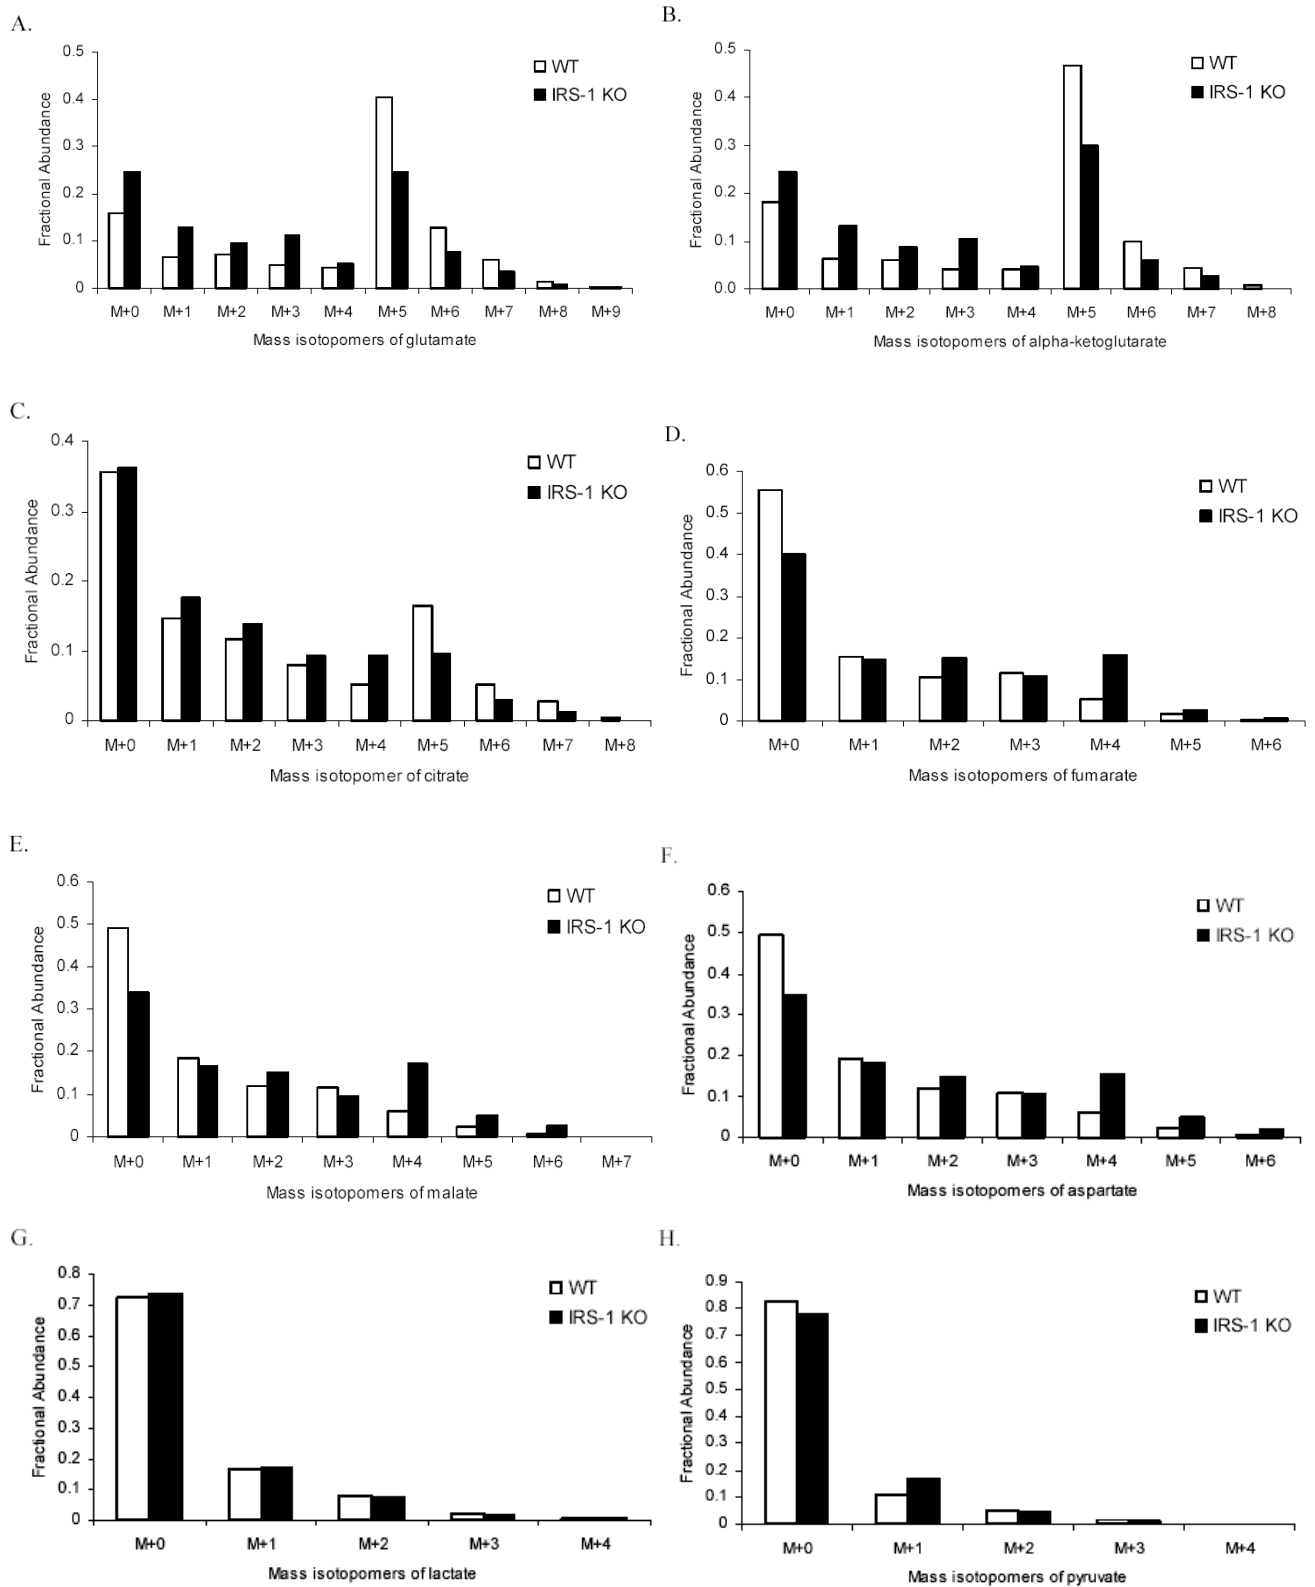 A.
Fractional Abundance
0.5
0.4
0.3
0.2
0.1
0
WT
IRS-1 KO
M+0 M+1 M+2 M+3 M+4 M+5 M+6 M+7 M+8 M+9
Mass isotopomers of glutamate
B.
Fractional Abundance
0.5
0.4
0.3
0.2
0.1
0.0
WT
IRS-1 KO
M+0 M+1 M+2 M+3 M+4 M+5 M+6 M+7 M+8
Mass isotopomers of alpha-ketoglutarate
C.
Fractional Abundance
0.4
0.3
0.2
0.1
0
WT
IRS-1 KO
M+0 M+1 M+2 M+3 M+4 M+5 M+6 M+7 M+8
Mass isotopomer of citrate
D.
Fractional Abundance
0.6
0.5
0.4
0.3
0.2
0.1
0
WT
IRS-1 KO
M+0 M+1 M+2 M+3 M+4 M+5 M+6
Mass isotopomers of fumarate
E.
Fractional Abundance
0.6
0.5
0.4
0.3
0.2
0.1
0
WT
IRS-1 KO
M+0 M+1 M+2 M+3 M+4 M+5 M+6 M+7
Mass isotopomers of malate
F.
Fractional Abundance
0.6
0.5
0.4
0.3
0.2
0.1
0
WT
IRS-1 KO
M+0 M+1 M+2 M+3 M+4 M+5 M+6
Mass isotopomers of aspartate
G.
Fractional Abundance
0.8
0.7
0.6
0.5
0.4
0.3
0.2
0.1
0
WT
IRS-1 KO
M+0 M+1 M+2 M+3 M+4
Mass isotopomers of lactate
H.
Fractional Abundance
0.9
0.8
0.7
0.6
0.5
0.4
0.3
0.2
0.1
0
WT
IRS-1 KO
M+0 M+1 M+2 M+3 M+4
Mass isotopomers of pyruvate